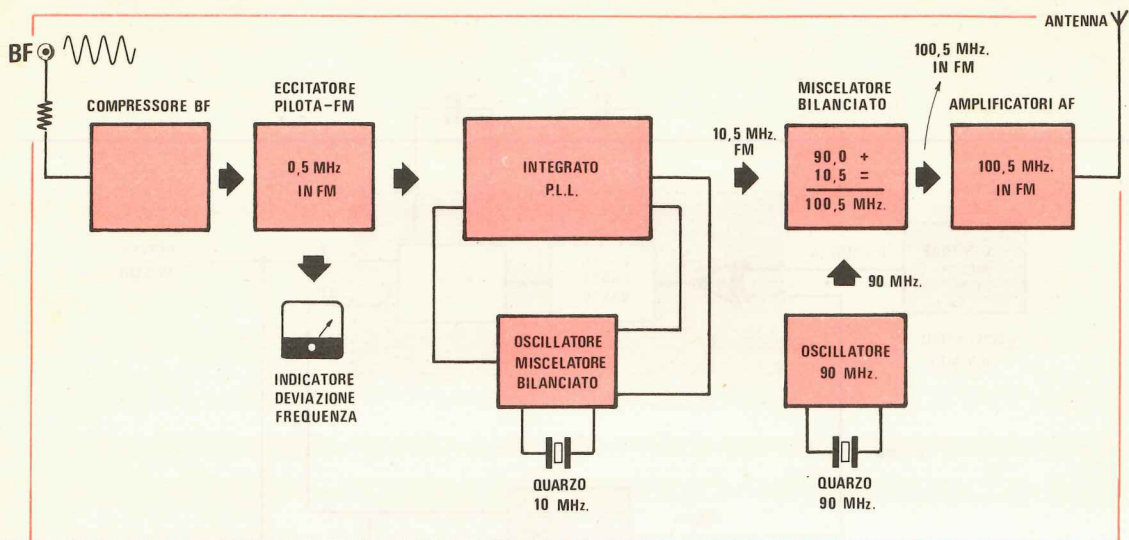 ANTENNA
BF
COMPRESSORE BF
ECCITATORE
PILOTA-FM
0,5 MHz
IN FM
INDICATORE
DEVIAZIONE
FREQUENZA
INTEGRATO
P.L.L.
OSCILLATORE
MISCELATORE
BILANCIATO
QUARZO
10 MHz.
10,5 MHz.
FM
MISCELATORE
BILANCIATO
90,0 +
10,5 =
100,5 MHz.
90 MHz.
OSCILLATORE
90 MHz.
QUARZO
90 MHz.
100,5 MHz.
IN FM
AMPLIFICATORI AF
100,5 MHz.
IN FM